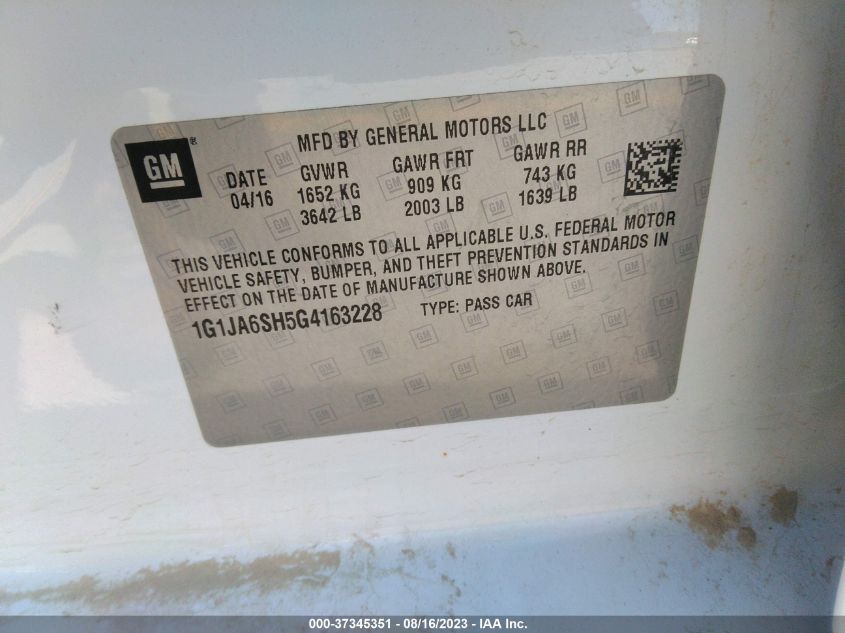 MFD BY GENERAL MOTORS LLC
GM®
DATE GVWR GAWR FRT GAWR RR
04/16 1652 KG 909 KG 743 KG
3642 LB 2003 LB 1639 LB
THIS VEHICLE CONFORMS TO ALL APPLICABLE U.S. FEDERAL MOTOR
VEHICLE SAFETY, BUMPER, AND THEFT PREVENTION STANDARDS IN
EFFECT ON THE DATE OF MANUFACTURE SHOWN ABOVE.
1G1JA6SH5G4163228 TYPE: PASS CAR
000-37345351 - 08/16/2023 - IAA Inc.